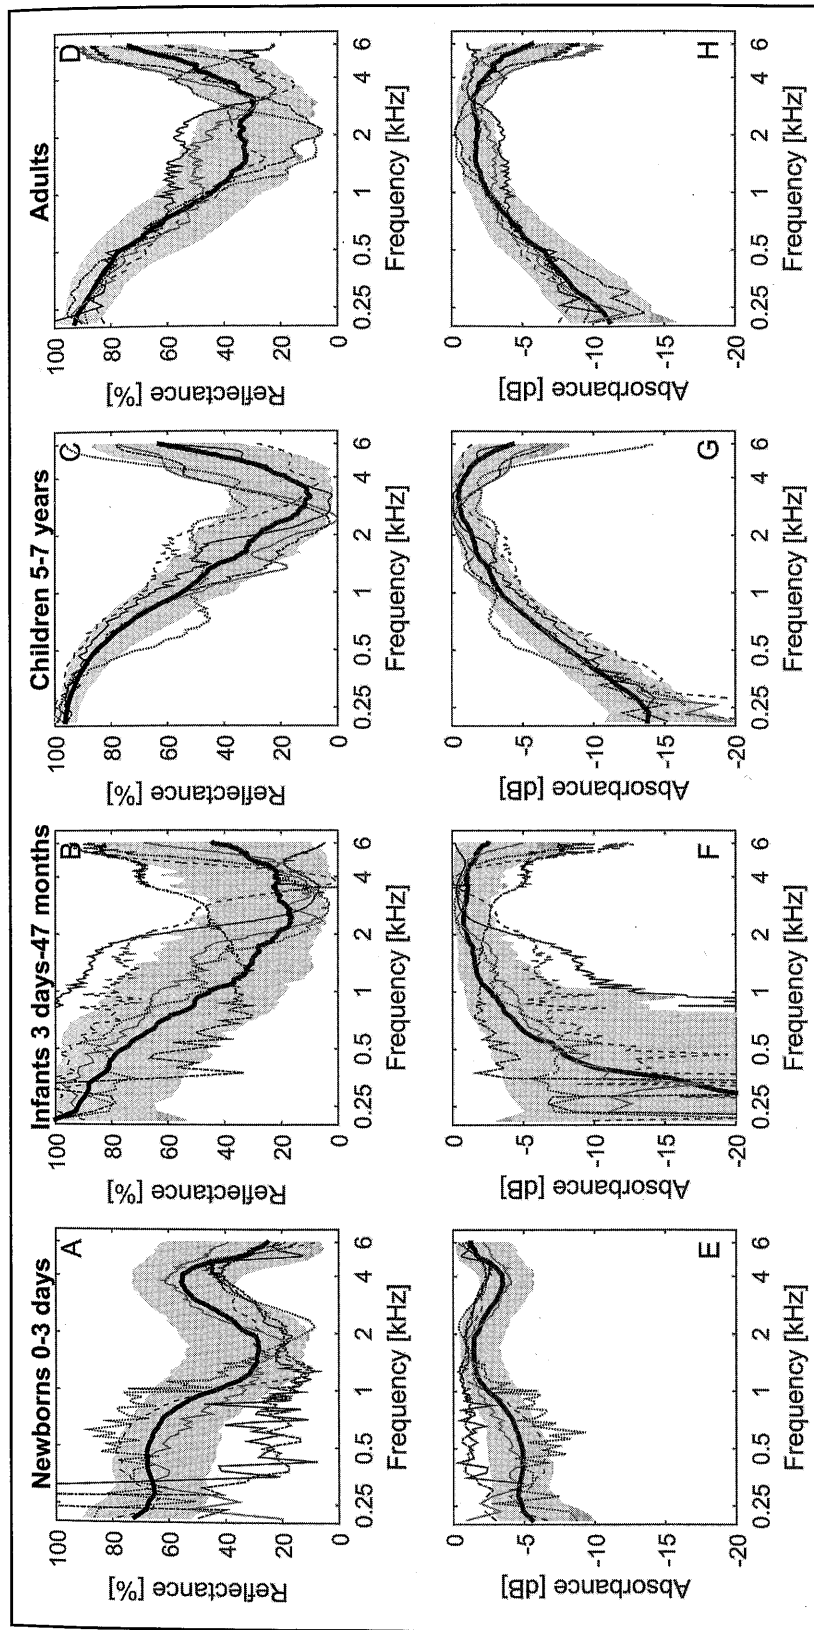 Newborns 0-3 days
Infants 3 days-47 months
Children 5-7 years
Adults
Reflectance [%]
100
80
60
40
20
0
A
0.25 0.5 1 2 4 6
Frequency [kHz]
Reflectance [%]
100
80
60
40
20
0
B
0.25 0.5 1 2 4 6
Frequency [kHz]
Reflectance [%]
100
80
60
40
20
0
C
0.25 0.5 1 2 4 6
Frequency [kHz]
Reflectance [%]
100
80
60
40
20
0
D
0.25 0.5 1 2 4 6
Frequency [kHz]
Absorbance [dB]
0
-5
-10
-15
-20
E
0.25 0.5 1 2 4 6
Frequency [kHz]
Absorbance [dB]
0
-5
-10
-15
-20
F
0.25 0.5 1 2 4 6
Frequency [kHz]
Absorbance [dB]
0
-5
-10
-15
-20
G
0.25 0.5 1 2 4 6
Frequency [kHz]
Absorbance [dB]
0
-5
-10
-15
-20
H
0.25 0.5 1 2 4 6
Frequency [kHz]